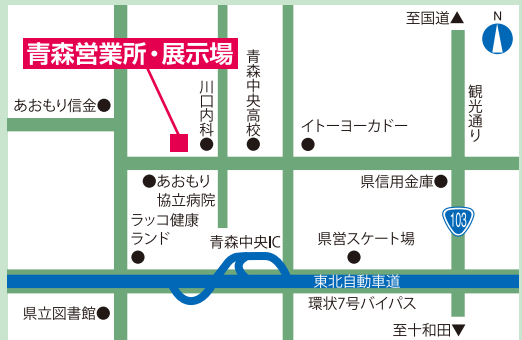 至国道▲
N
青森営業所・展示場
あおもり信金●
川口内科
青森中央高校
イトーヨーカドー
観光通り
●あおもり
協立病院
県信用金庫●
103
ラッコ健康
ランド
青森中央IC
県営スケート場
東北自動車道
環状7号バイパス
県立図書館●
至十和田▼